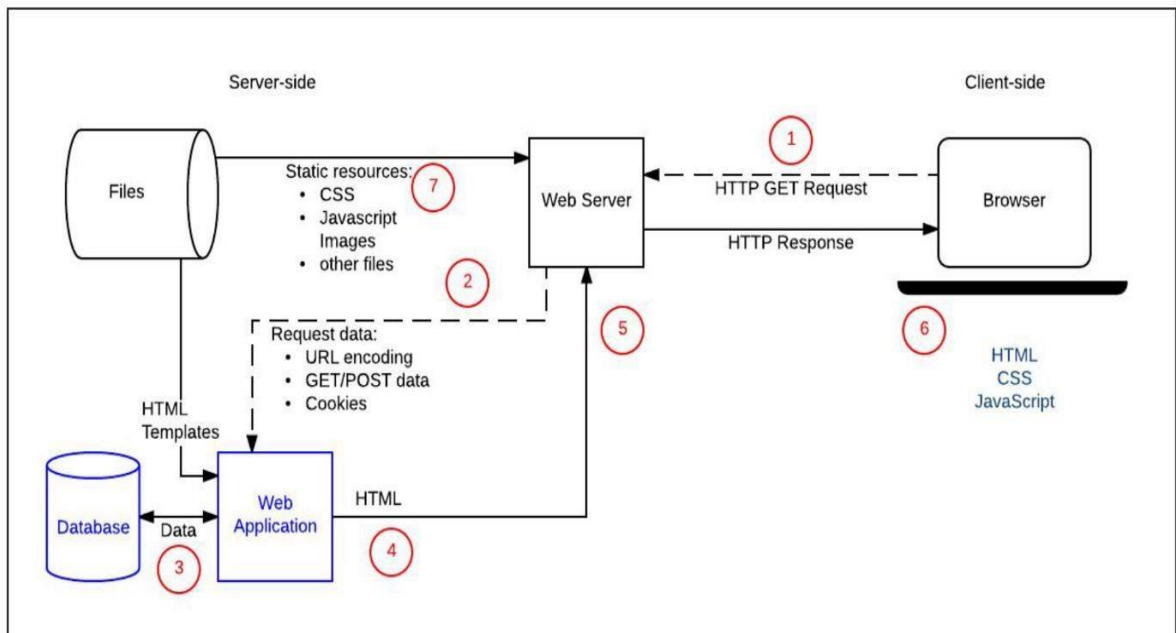 Server-side
Client-side
Files
Static resources:
• CSS
• Javascript
Images
• other files
7
Web Server
1
HTTP GET Request
HTTP Response
Browser
2
Request data:
• URL encoding
• GET/POST data
• Cookies
5
6
HTML
CSS
JavaScript
HTML
Templates
Database
Data
3
Web
Application
HTML
4